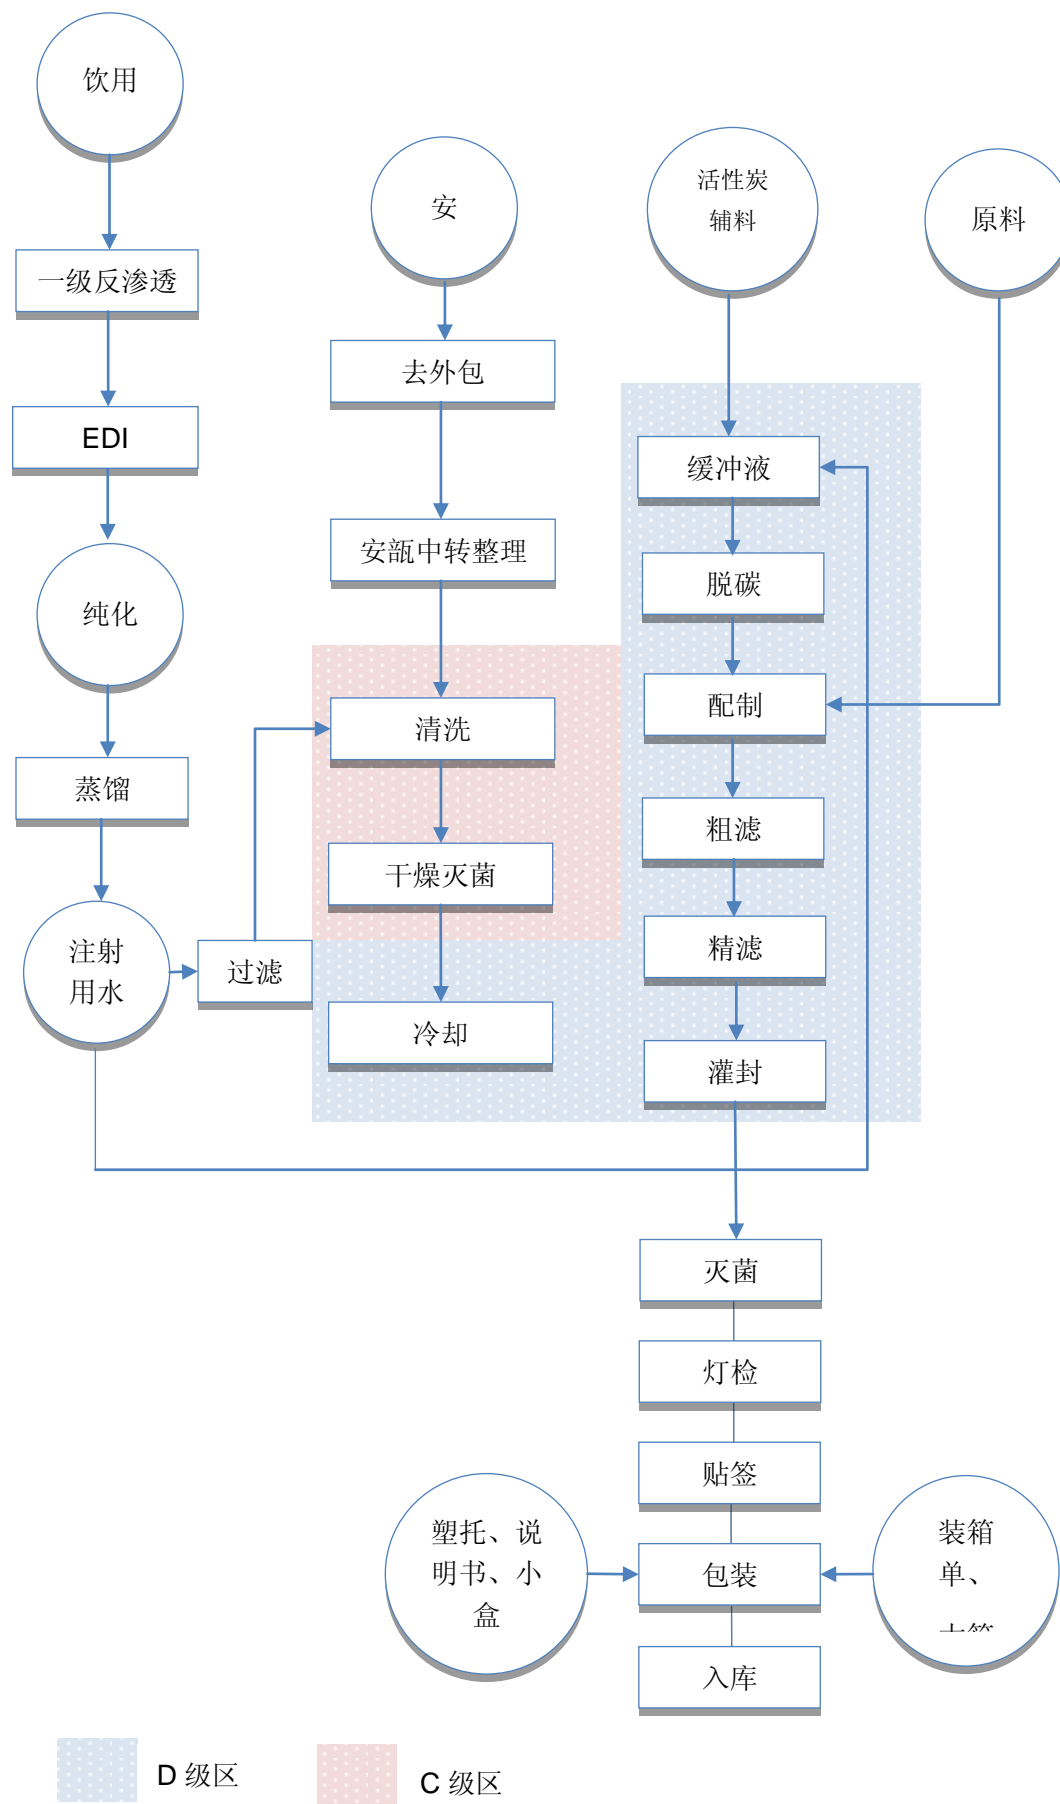 饮用
一级反渗透
EDI
纯化
蒸馏
注射
用水
过滤
安
去外包
安瓿中转整理
清洗
干燥灭菌
冷却
活性炭
辅料
原料
缓冲液
脱碳
配制
粗滤
精滤
灌封
灭菌
灯检
贴签
塑托、说
明书、小
盒
包装
装箱
单、
入库
D 级区
C 级区